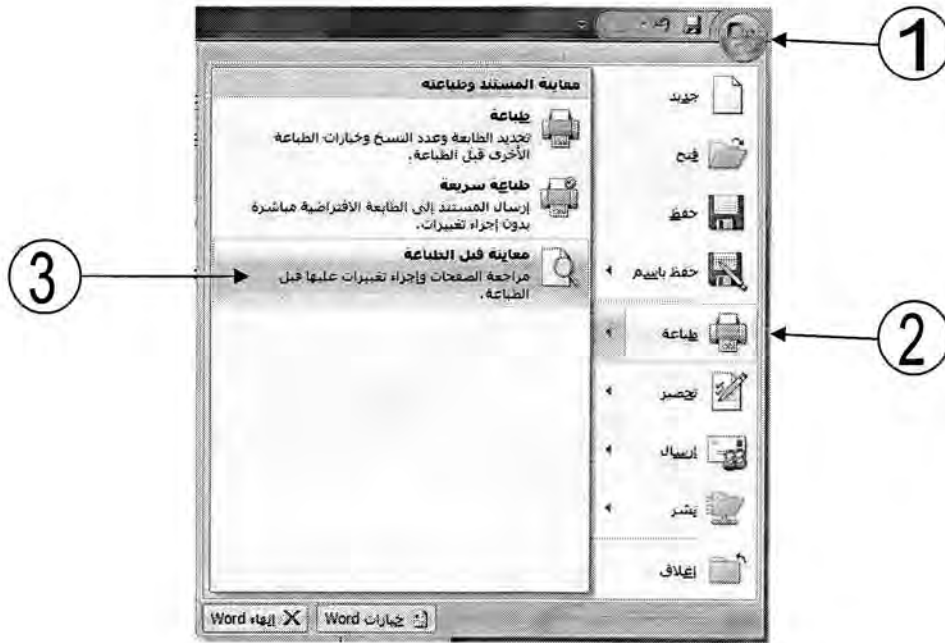 1
جديد
فتح
حفظ
حفظ باسم
طباعة
2
تحضير
إرسال
نشر
إغلاق
معاينة المستند وطباعته
طباعة
تحديد الطابعة وعدد النسخ وخيارات الطباعة
الأخرى قبل الطباعة.
طباعة سريعة
إرسال المستند إلى الطابعة الافتراضية مباشرة
بدون إجراء تغييرات.
معاينة قبل الطباعة
مراجعة الصفحات وإجراء تغييرات عليها قبل
الطباعة.
3
خيارات Word
إنهاء Word